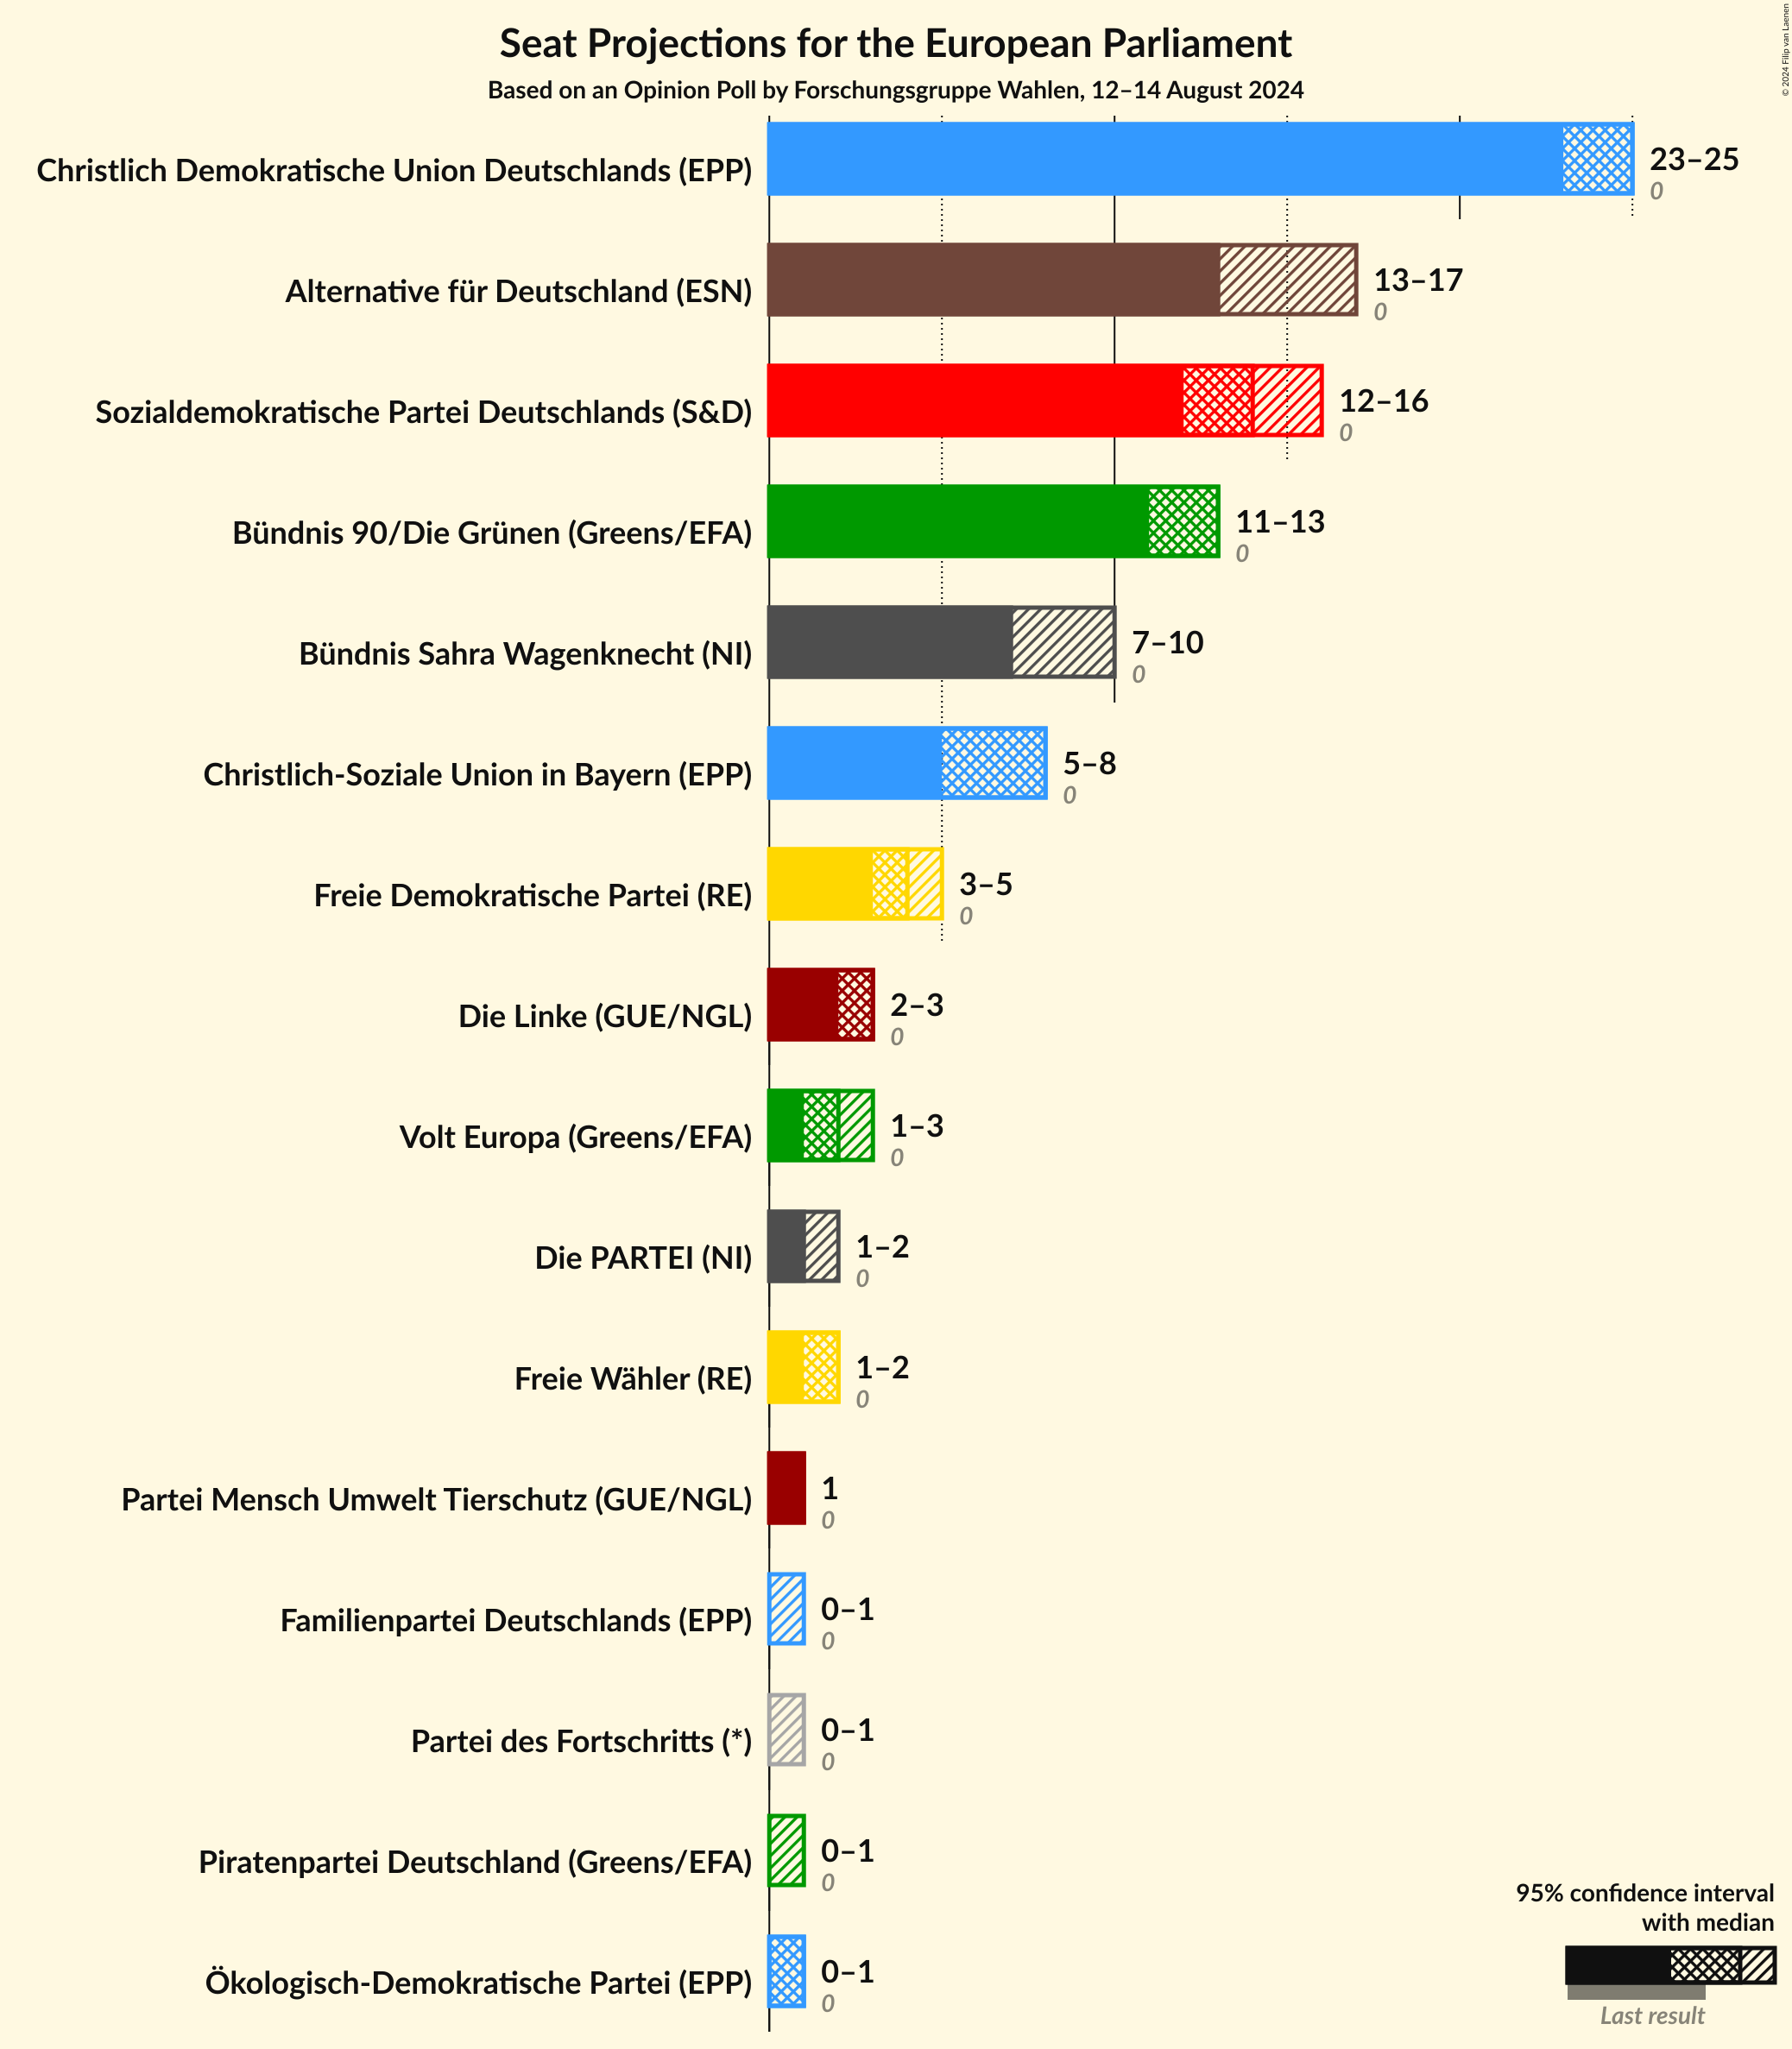 Seat Projections for the European Parliament
Based on an Opinion Poll by Forschungsgruppe Wahlen, 12–14 August 2024
© 2024 Filip van Laenen
Christlich Demokratische Union Deutschlands (EPP)
23–25
0
Alternative für Deutschland (ESN)
13–17
0
Sozialdemokratische Partei Deutschlands (S&D)
12–16
0
Bündnis 90/Die Grünen (Greens/EFA)
11–13
0
Bündnis Sahra Wagenknecht (NI)
7–10
0
Christlich-Soziale Union in Bayern (EPP)
5–8
0
Freie Demokratische Partei (RE)
3–5
0
Die Linke (GUE/NGL)
2–3
0
Volt Europa (Greens/EFA)
1–3
0
Die PARTEI (NI)
1–2
0
Freie Wähler (RE)
1–2
0
Partei Mensch Umwelt Tierschutz (GUE/NGL)
1
0
Familienpartei Deutschlands (EPP)
0–1
0
Partei des Fortschritts (*)
0–1
0
Piratenpartei Deutschland (Greens/EFA)
0–1
0
Ökologisch-Demokratische Partei (EPP)
0–1
0
95% confidence interval
with median
Last result